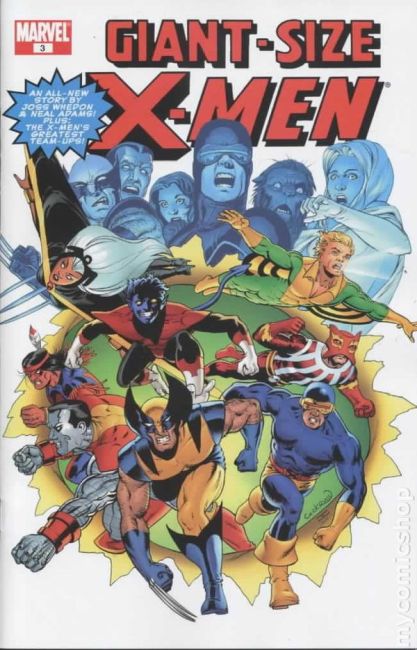 MARVEL®
3
GIANT-SIZE
X-MEN®
AN ALL-NEW
STORY BY
JOSS WHEDON
& NEAL ADAMS!
PLUS:
THE X-MEN'S
GREATEST
TEAM-UPS!
mycomicshop